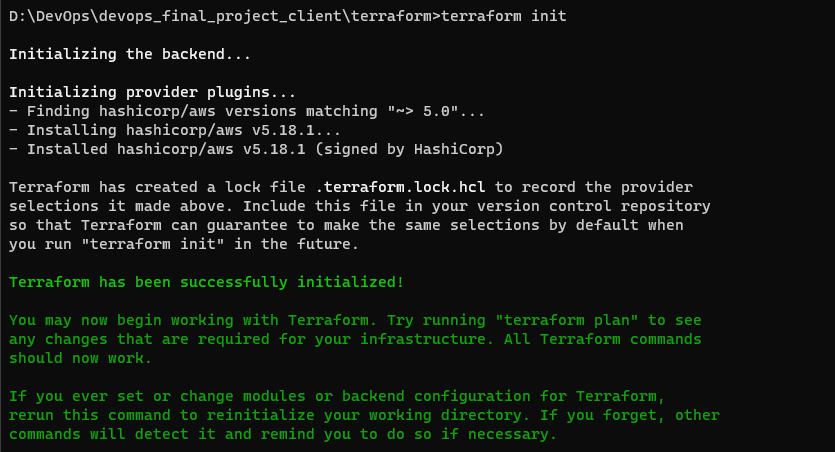 D:\DevOps\devops_final_project_client\terraform>terraform init
Initializing the backend...
Initializing provider plugins...
- Finding hashicorp/aws versions matching "~> 5.0"...
- Installing hashicorp/aws v5.18.1...
- Installed hashicorp/aws v5.18.1 (signed by HashiCorp)
Terraform has created a lock file .terraform.lock.hcl to record the provider
selections it made above. Include this file in your version control repository
so that Terraform can guarantee to make the same selections by default when
you run "terraform init" in the future.
Terraform has been successfully initialized!
You may now begin working with Terraform. Try running "terraform plan" to see
any changes that are required for your infrastructure. All Terraform commands
should now work.
If you ever set or change modules or backend configuration for Terraform,
rerun this command to reinitialize your working directory. If you forget, other
commands will detect it and remind you to do so if necessary.